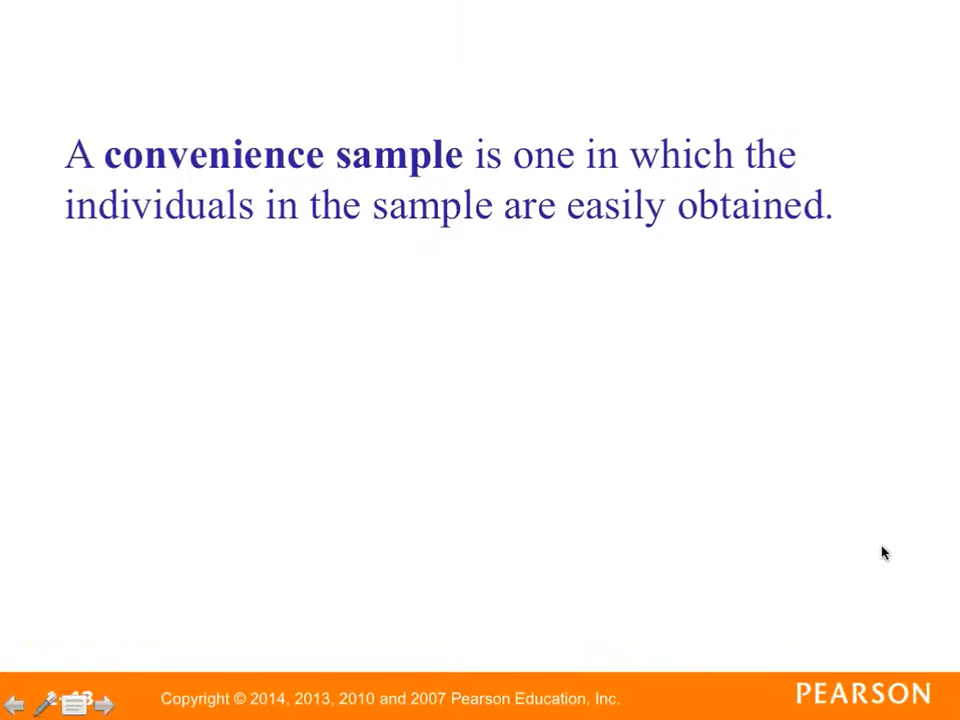 A convenience sample is one in which the
individuals in the sample are easily obtained.
Copyright © 2014, 2013, 2010 and 2007 Pearson Education, Inc.
PEARSON